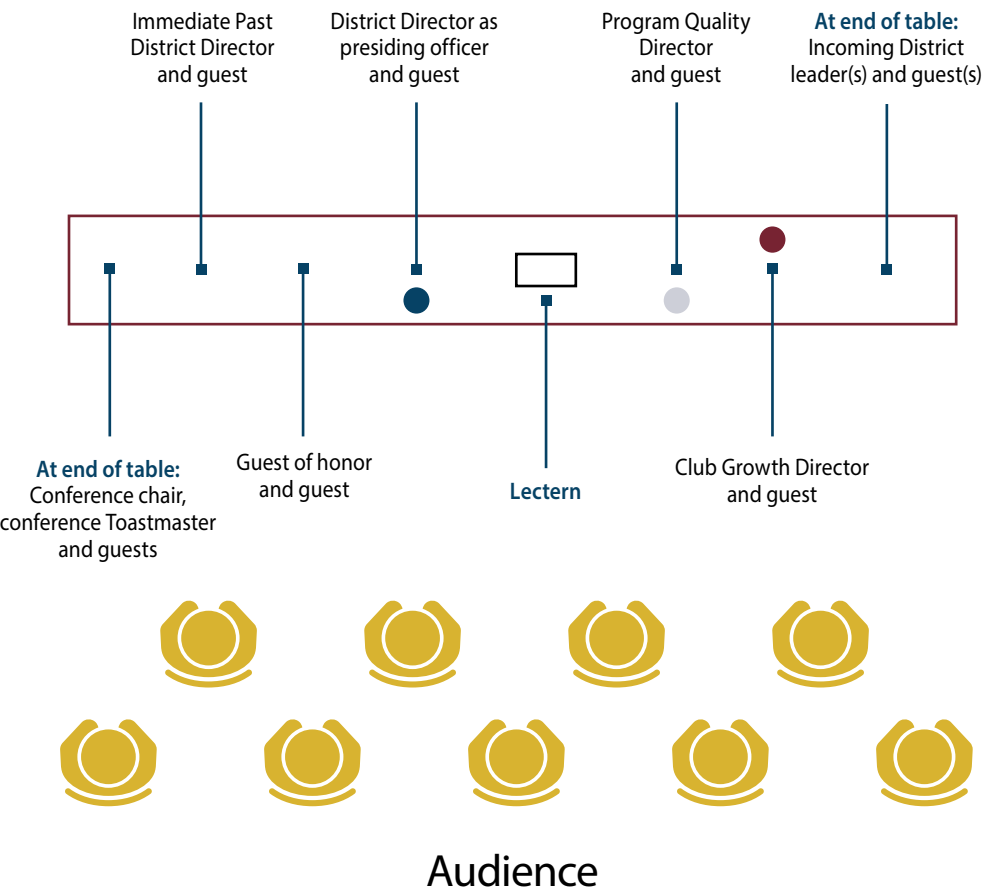 Immediate Past
District Director
and guest
District Director as
presiding officer
and guest
Program Quality
Director
and guest
At end of table:
Incoming District
leader(s) and guest(s)
At end of table:
Conference chair,
conference Toastmaster
and guests
Guest of honor
and guest
Lectern
Club Growth Director
and guest
Audience